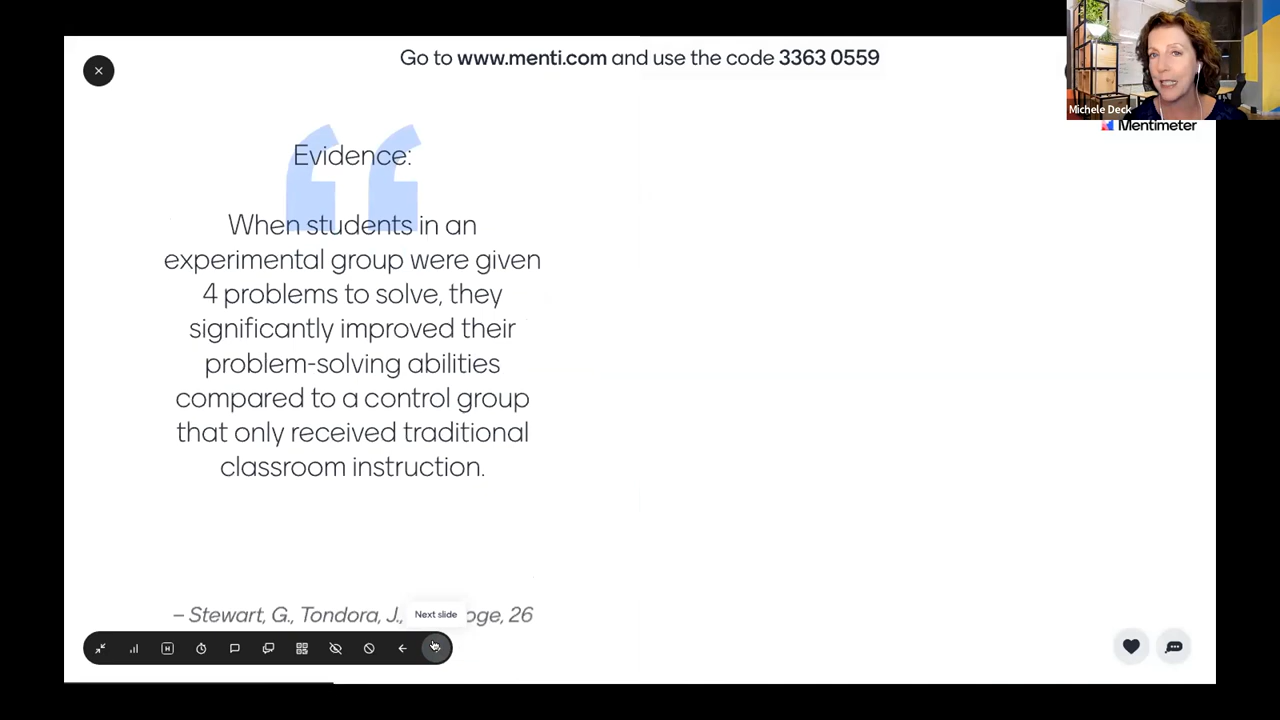 Go to www.menti.com and use the code 3363 0559
Michele Deck
Mentimeter
Evidence:
When students in an
experimental group were given
4 problems to solve, they
significantly improved their
problem-solving abilities
compared to a control group
that only received traditional
classroom instruction.
– Stewart, G., Tondora, J., oge, 26
Next slide